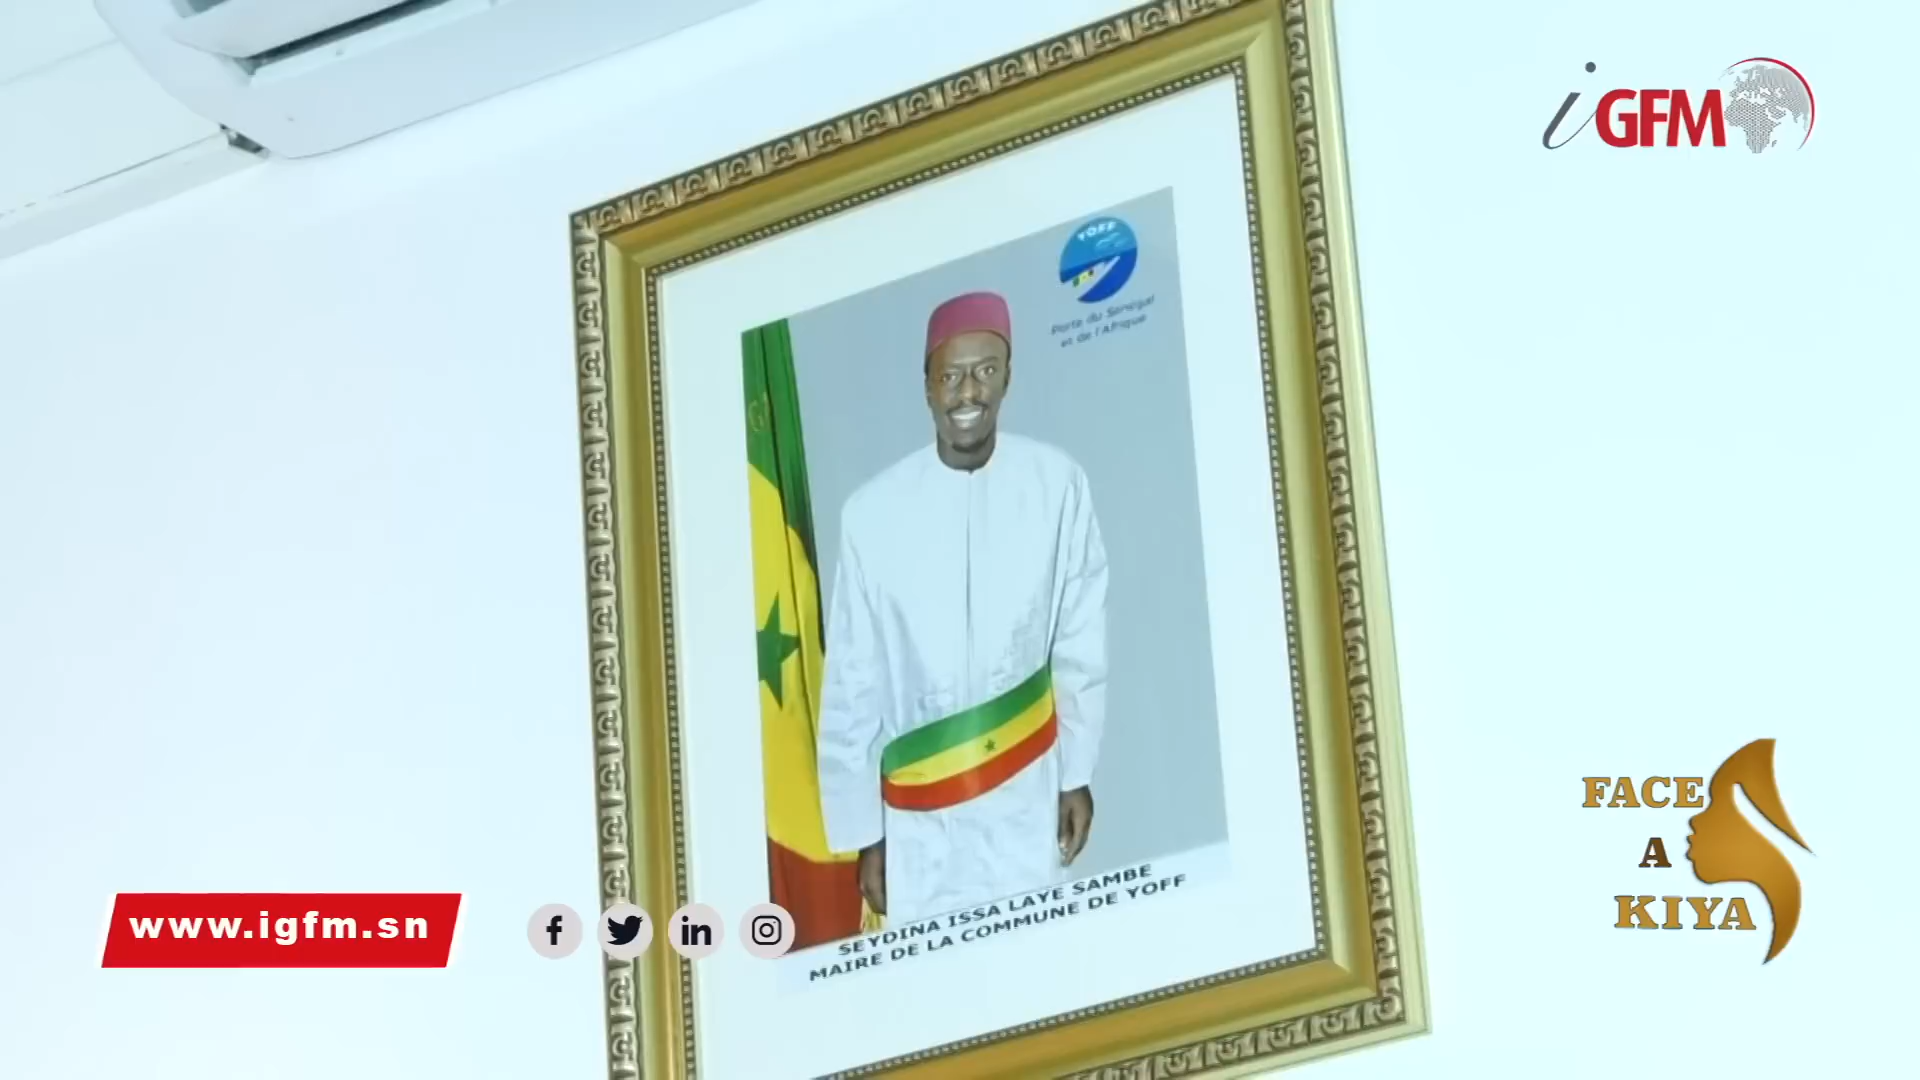 iGFM
YOFF
Porte du Sénégal
et de l'Afrique
SEYDINA ISSA LAYE SAMBE
MAIRE DE LA COMMUNE DE YOFF
FACE
A
KIYA
www.igfm.sn